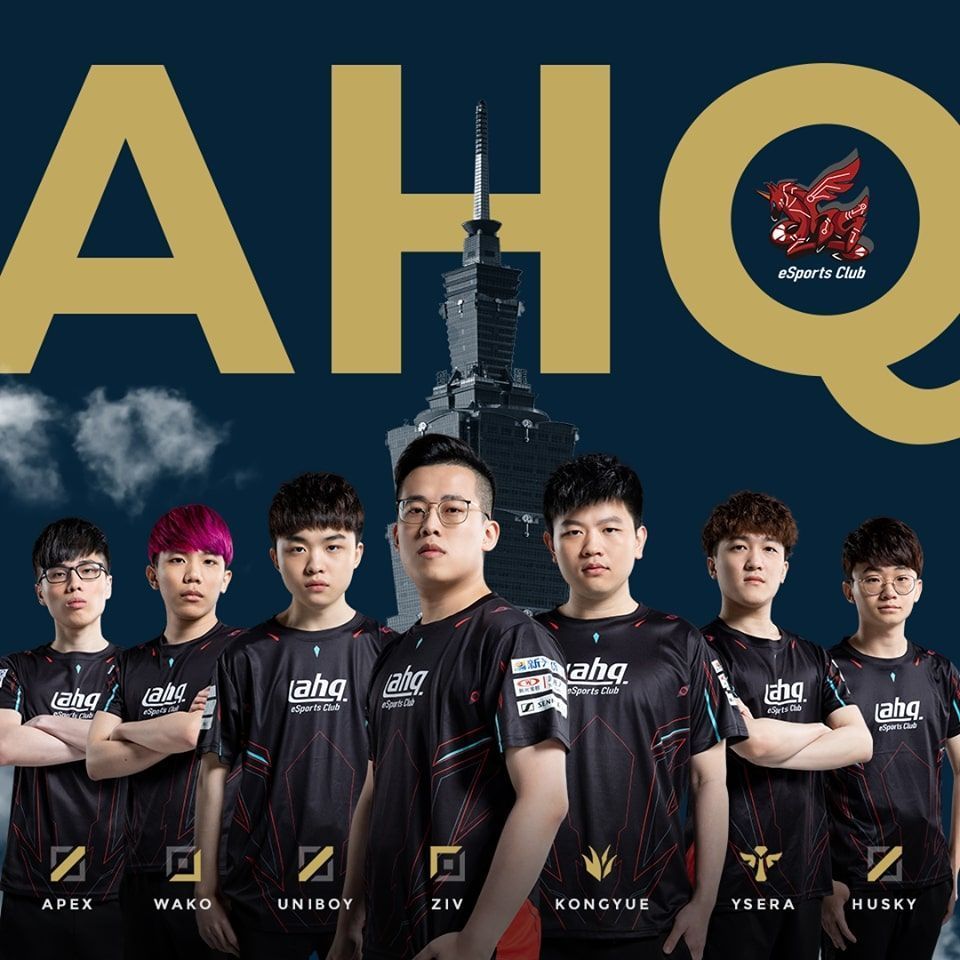 AHQ
eSports Club
ahq
eSports Club
ahq
eSports Club
ahq
eSports Club
ahq
eSports Club
ahq
eSports Club
ahq
eSports Club
ahq
eSports Club
APEX
WAKO
UNIBOY
ZIV
KONGYUE
YSERA
HUSKY